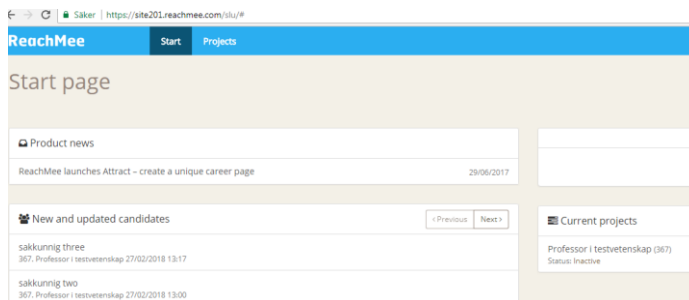 Säker | https://site201.reachmee.com/slu/#
ReachMee Start Projects
Start page
Product news
ReachMee launches Attract – create a unique career page 29/06/2017
New and updated candidates <Previous Next>
sakkunnig three
367. Professor i testvetenskap 27/02/2018 13:17
sakkunnig two
367. Professor i testvetenskap 27/02/2018 13:00
Current projects
Professor i testvetenskap (367)
Status: Inactive